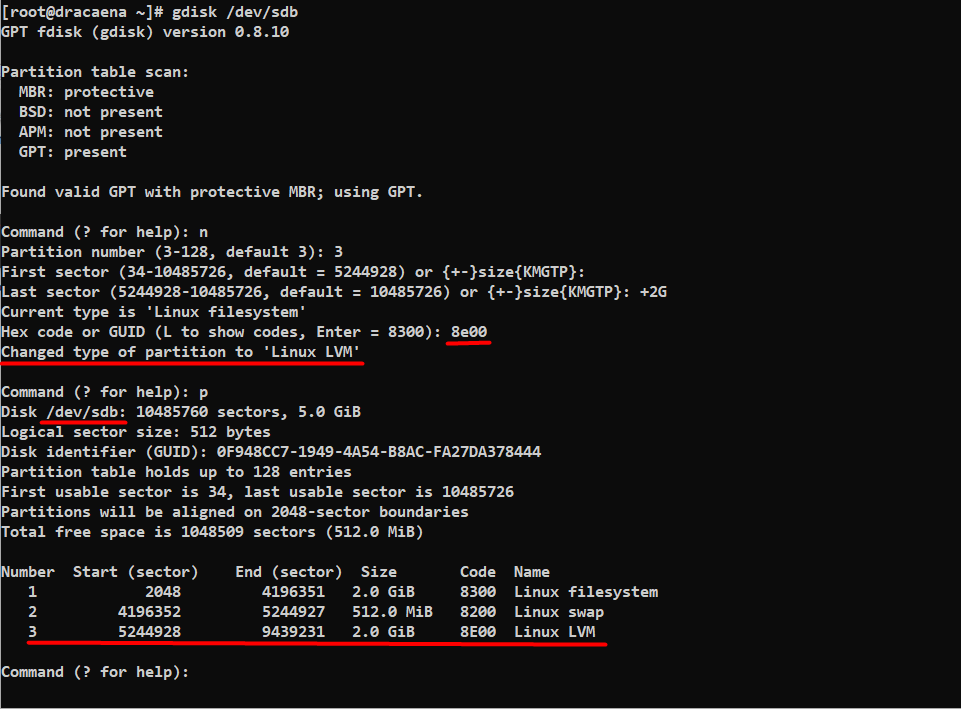 [root@dracaena ~]# gdisk /dev/sdb
GPT fdisk (gdisk) version 0.8.10
Partition table scan:
  MBR: protective
  BSD: not present
  APM: not present
  GPT: present
Found valid GPT with protective MBR; using GPT.
Command (? for help): n
Partition number (3-128, default 3): 3
First sector (34-10485726, default = 5244928) or {+-}size{KMGTP}:
Last sector (5244928-10485726, default = 10485726) or {+-}size{KMGTP}: +2G
Current type is 'Linux filesystem'
Hex code or GUID (L to show codes, Enter = 8300): 8e00
Changed type of partition to 'Linux LVM'
Command (? for help): p
Disk /dev/sdb: 10485760 sectors, 5.0 GiB
Logical sector size: 512 bytes
Disk identifier (GUID): 0F948CC7-1949-4A54-B8AC-FA27DA378444
Partition table holds up to 128 entries
First usable sector is 34, last usable sector is 10485726
Partitions will be aligned on 2048-sector boundaries
Total free space is 1048509 sectors (512.0 MiB)
Number  Start (sector)    End (sector)  Size       Code  Name
   1            2048         4196351   2.0 GiB     8300  Linux filesystem
   2         4196352         5244927   512.0 MiB   8200  Linux swap
   3         5244928         9439231   2.0 GiB     8E00  Linux LVM
Command (? for help):